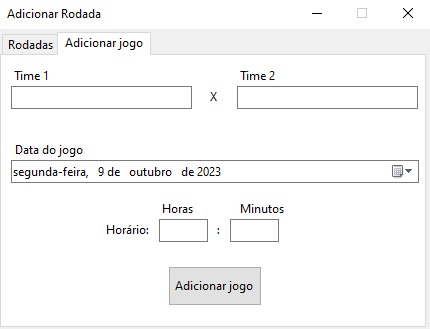 Adicionar Rodada
Rodadas Adicionar jogo
Time 1 Time 2
X
Data do jogo
segunda-feira, 9 de outubro de 2023
Horas Minutos
Horário: :
Adicionar jogo